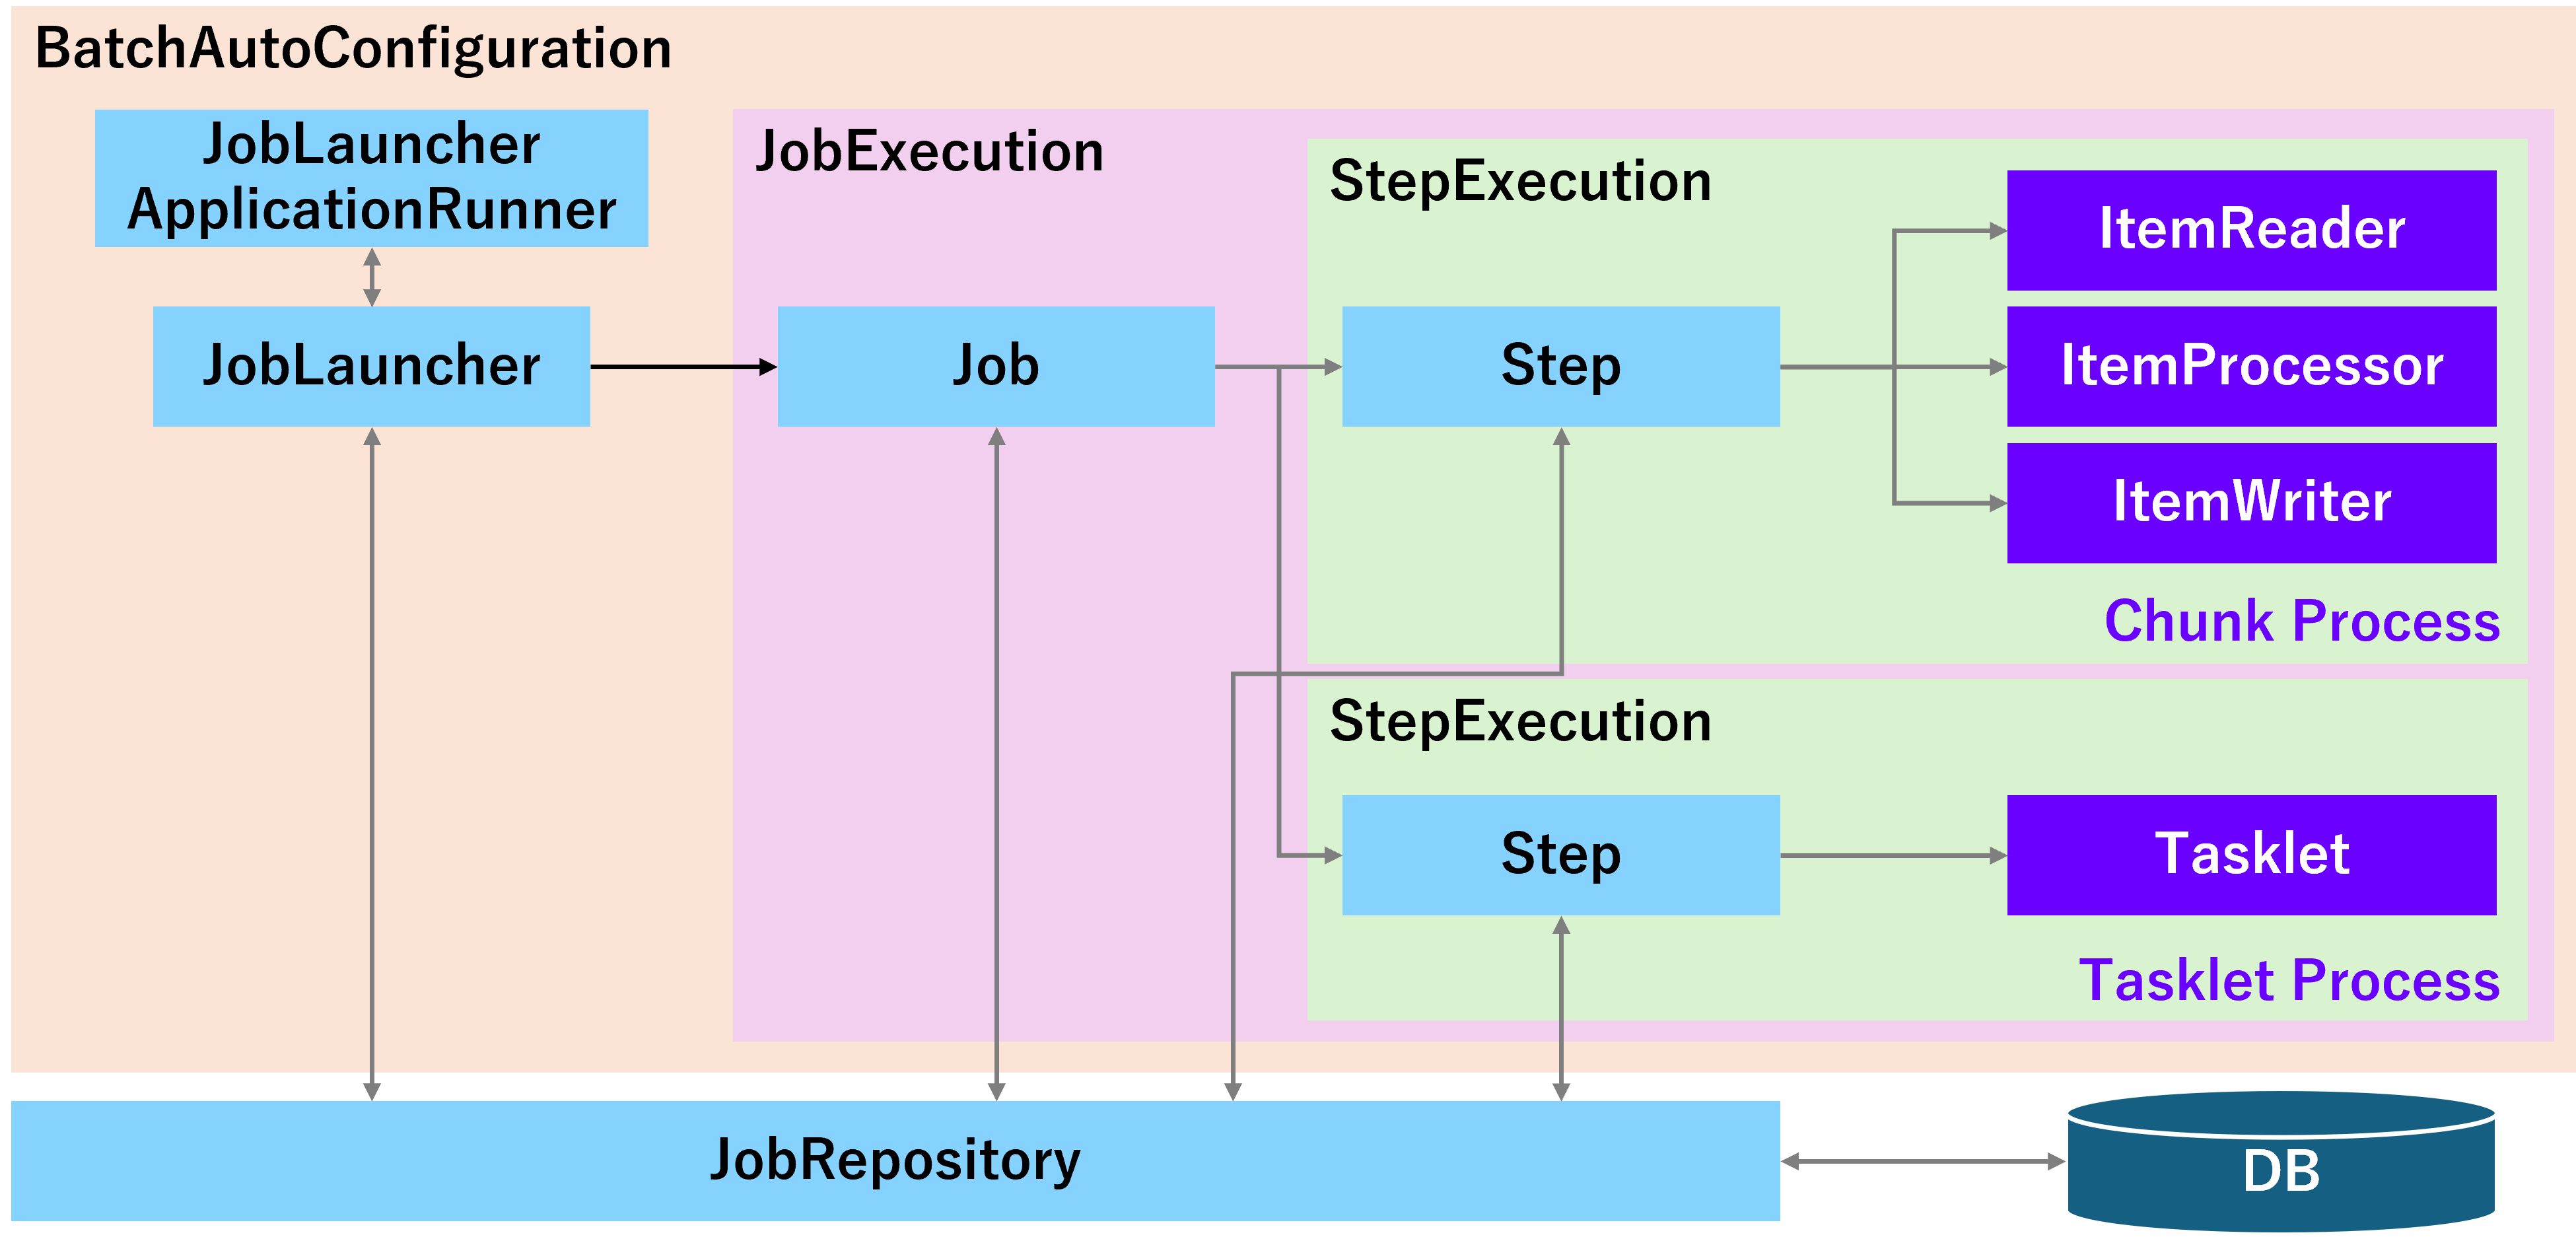 BatchAutoConfiguration
JobLauncher
ApplicationRunner
JobLauncher
JobExecution
Job
StepExecution
Step
ItemReader
ItemProcessor
ItemWriter
Chunk Process
StepExecution
Step
Tasklet
Tasklet Process
JobRepository
DB